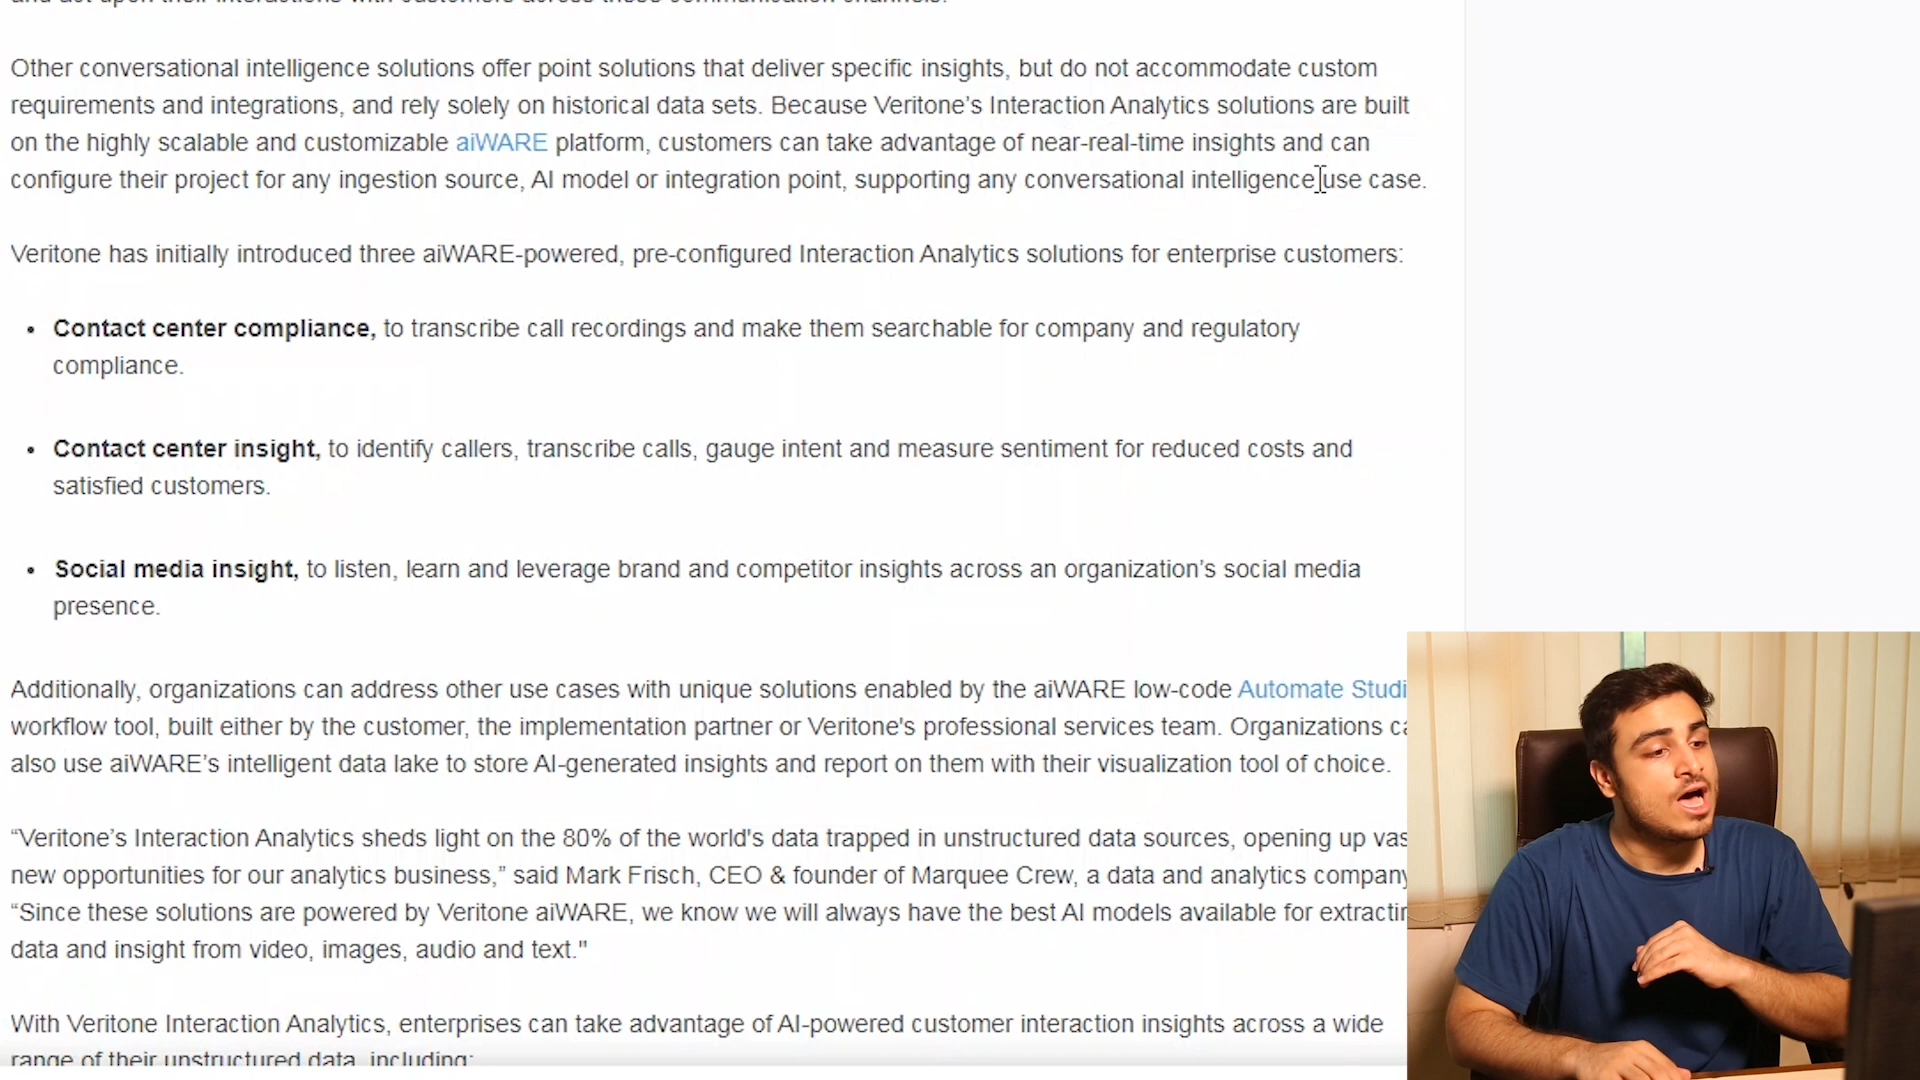 Other conversational intelligence solutions offer point solutions that deliver specific insights, but do not accommodate custom
requirements and integrations, and rely solely on historical data sets. Because Veritone’s Interaction Analytics solutions are built
on the highly scalable and customizable aiWARE platform, customers can take advantage of near-real-time insights and can
configure their project for any ingestion source, AI model or integration point, supporting any conversational intelligence use case.
Veritone has initially introduced three aiWARE-powered, pre-configured Interaction Analytics solutions for enterprise customers:
• Contact center compliance, to transcribe call recordings and make them searchable for company and regulatory
compliance.
• Contact center insight, to identify callers, transcribe calls, gauge intent and measure sentiment for reduced costs and
satisfied customers.
• Social media insight, to listen, learn and leverage brand and competitor insights across an organization’s social media
presence.
Additionally, organizations can address other use cases with unique solutions enabled by the aiWARE low-code Automate Studi
workflow tool, built either by the customer, the implementation partner or Veritone's professional services team. Organizations
also use aiWARE’s intelligent data lake to store AI-generated insights and report on them with their visualization tool of choice.
“Veritone’s Interaction Analytics sheds light on the 80% of the world's data trapped in unstructured data sources, opening up vas
new opportunities for our analytics business,” said Mark Frisch, CEO & founder of Marquee Crew, a data and analytics company
“Since these solutions are powered by Veritone aiWARE, we know we will always have the best AI models available for extractin
data and insight from video, images, audio and text."
With Veritone Interaction Analytics, enterprises can take advantage of AI-powered customer interaction insights across a wide
range of their unstructured data, including: